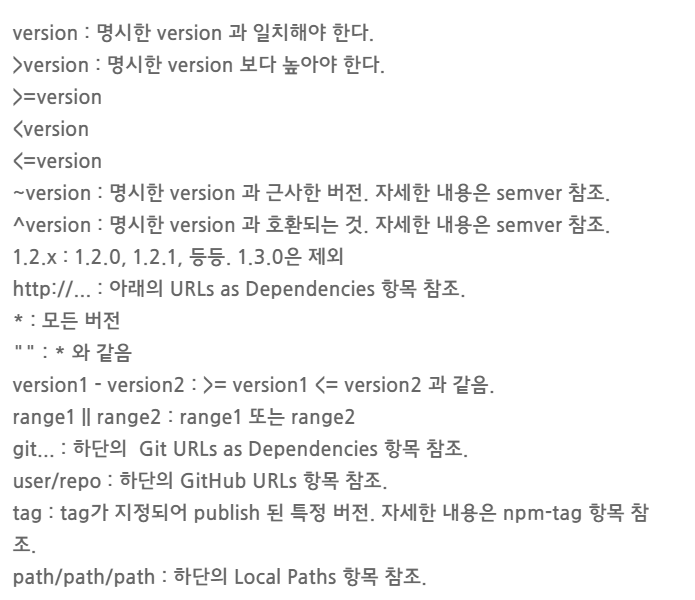 version : 명시한 version 과 일치해야 한다.
>version : 명시한 version 보다 높아야 한다.
>=version
<version
<=version
~version : 명시한 version 과 근사한 버전. 자세한 내용은 semver 참조.
^version : 명시한 version 과 호환되는 것. 자세한 내용은 semver 참조.
1.2.x : 1.2.0, 1.2.1, 등등. 1.3.0은 제외
http://... : 아래의 URLs as Dependencies 항목 참조.
* : 모든 버전
"" : * 와 같음
version1 - version2 : >= version1 <= version2 과 같음.
range1 || range2 : range1 또는 range2
git... : 하단의  Git URLs as Dependencies 항목 참조.
user/repo : 하단의 GitHub URLs 항목 참조.
tag : tag가 지정되어 publish 된 특정 버전. 자세한 내용은 npm-tag 항목 참
조.
path/path/path : 하단의 Local Paths 항목 참조.